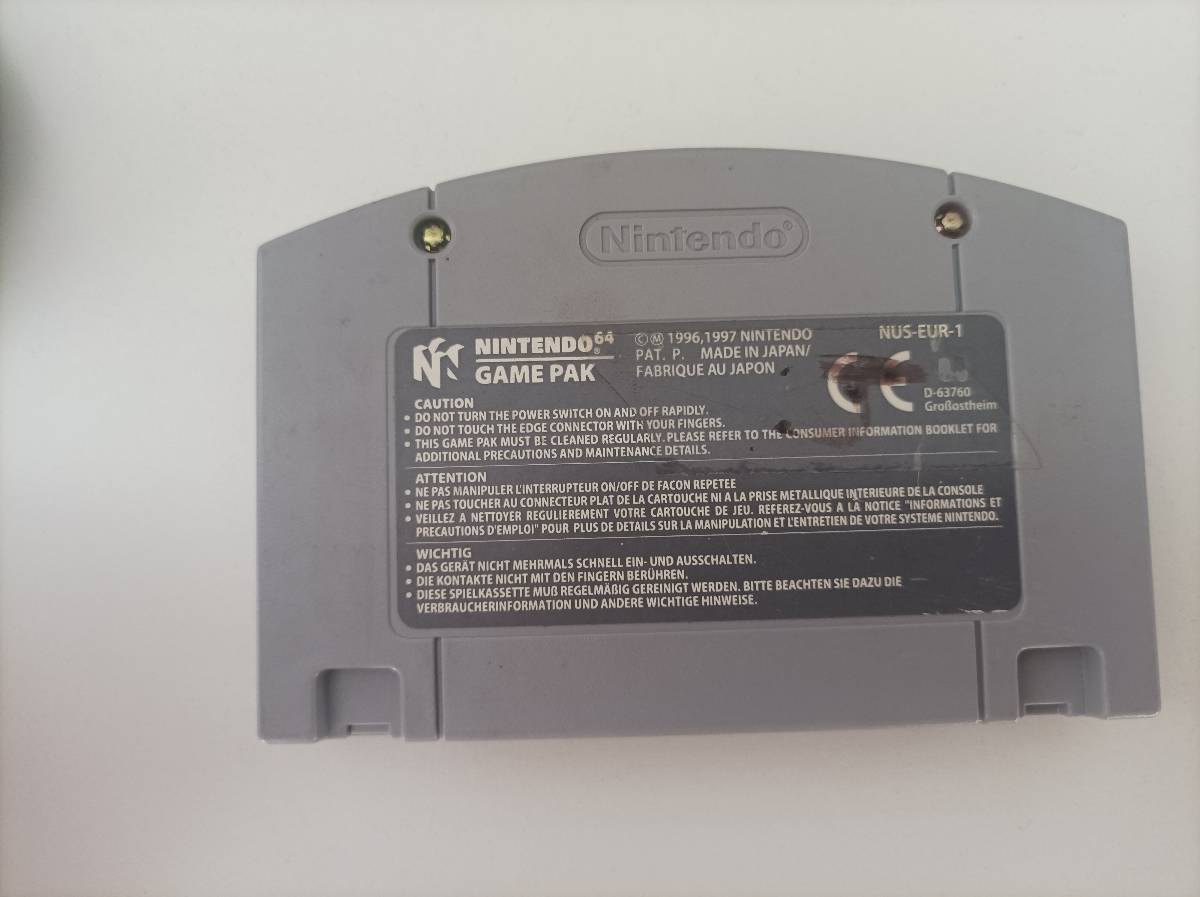 Nintendo®
NINTENDO 64®
GAME PAK
©Ⓜ 1996,1997 NINTENDO
PAT. P. MADE IN JAPAN/
FABRIQUE AU JAPON
NUS-EUR-1
CE
D-63760
Großostheim
CAUTION
• DO NOT TURN THE POWER SWITCH ON AND OFF RAPIDLY.
• DO NOT TOUCH THE EDGE CONNECTOR WITH YOUR FINGERS.
• THIS GAME PAK MUST BE CLEANED REGULARLY. PLEASE REFER TO THE CONSUMER INFORMATION BOOKLET FOR
ADDITIONAL PRECAUTIONS AND MAINTENANCE DETAILS.
ATTENTION
• NE PAS MANIPULER L'INTERRUPTEUR ON/OFF DE FACON REPETEE
• NE PAS TOUCHER AU CONNECTEUR PLAT DE LA CARTOUCHE NI A LA PRISE METALLIQUE INTERIEURE DE LA CONSOLE
• VEILLEZ A NETTOYER REGULIEREMENT VOTRE CARTOUCHE DE JEU. REFEREZ-VOUS A LA NOTICE "INFORMATIONS ET
PRECAUTIONS D'EMPLOI" POUR PLUS DE DETAILS SUR LA MANIPULATION ET L'ENTRETIEN DE VOTRE SYSTEME NINTENDO.
WICHTIG
• DAS GERÄT NICHT MEHRMALS SCHNELL EIN- UND AUSSCHALTEN.
• DIE KONTAKTE NICHT MIT DEN FINGERN BERÜHREN.
• DIESE SPIELKASSETTE MUß REGELMÄßIG GEREINIGT WERDEN. BITTE BEACHTEN SIE DAZU DIE
VERBRAUCHERINFORMATION UND ANDERE WICHTIGE HINWEISE.